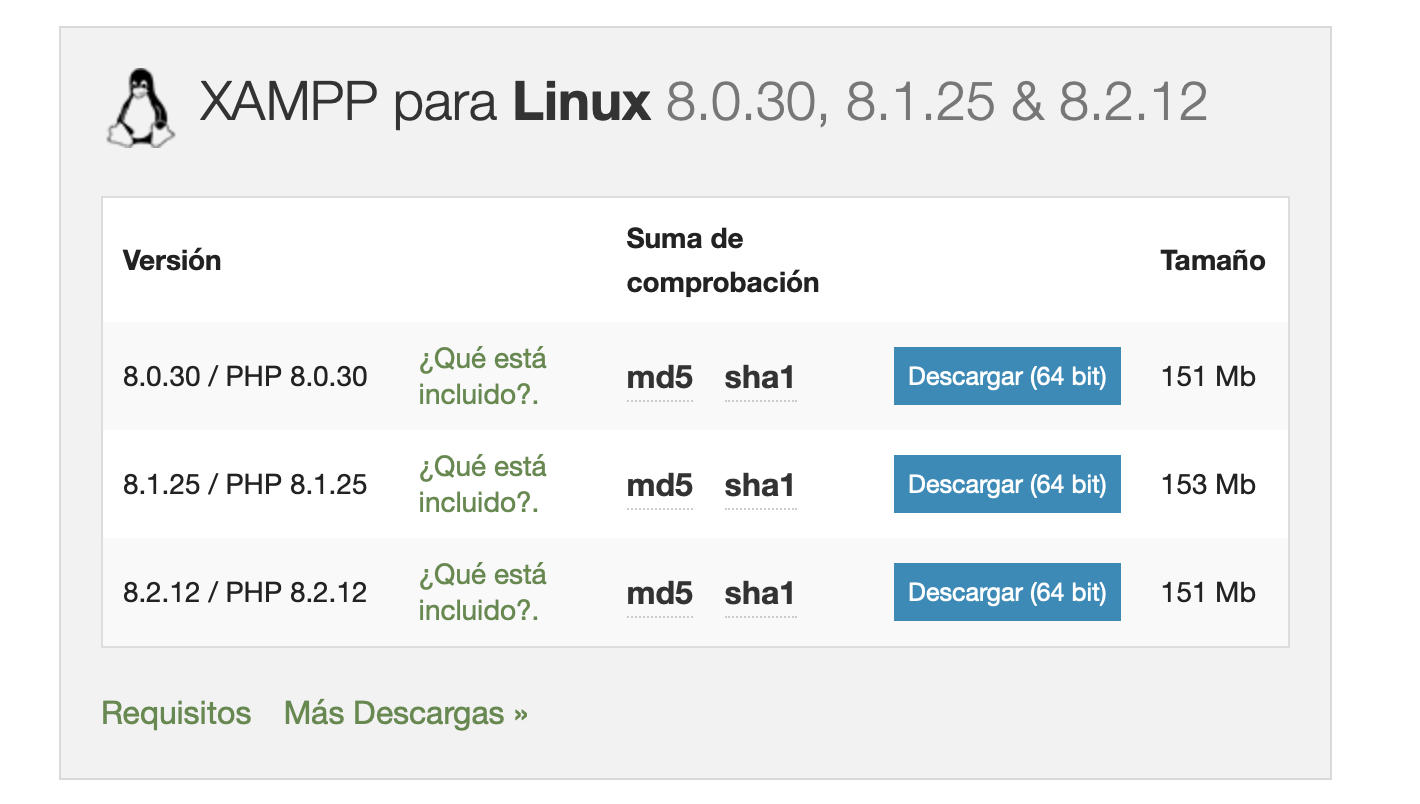 XAMPP para Linux 8.0.30, 8.1.25 & 8.2.12
Versión
Suma de
comprobación
Tamaño
8.0.30 / PHP 8.0.30
¿Qué está
incluido?.
md5 sha1
Descargar (64 bit)
151 Mb
8.1.25 / PHP 8.1.25
¿Qué está
incluido?.
md5 sha1
Descargar (64 bit)
153 Mb
8.2.12 / PHP 8.2.12
¿Qué está
incluido?.
md5 sha1
Descargar (64 bit)
151 Mb
Requisitos Más Descargas »